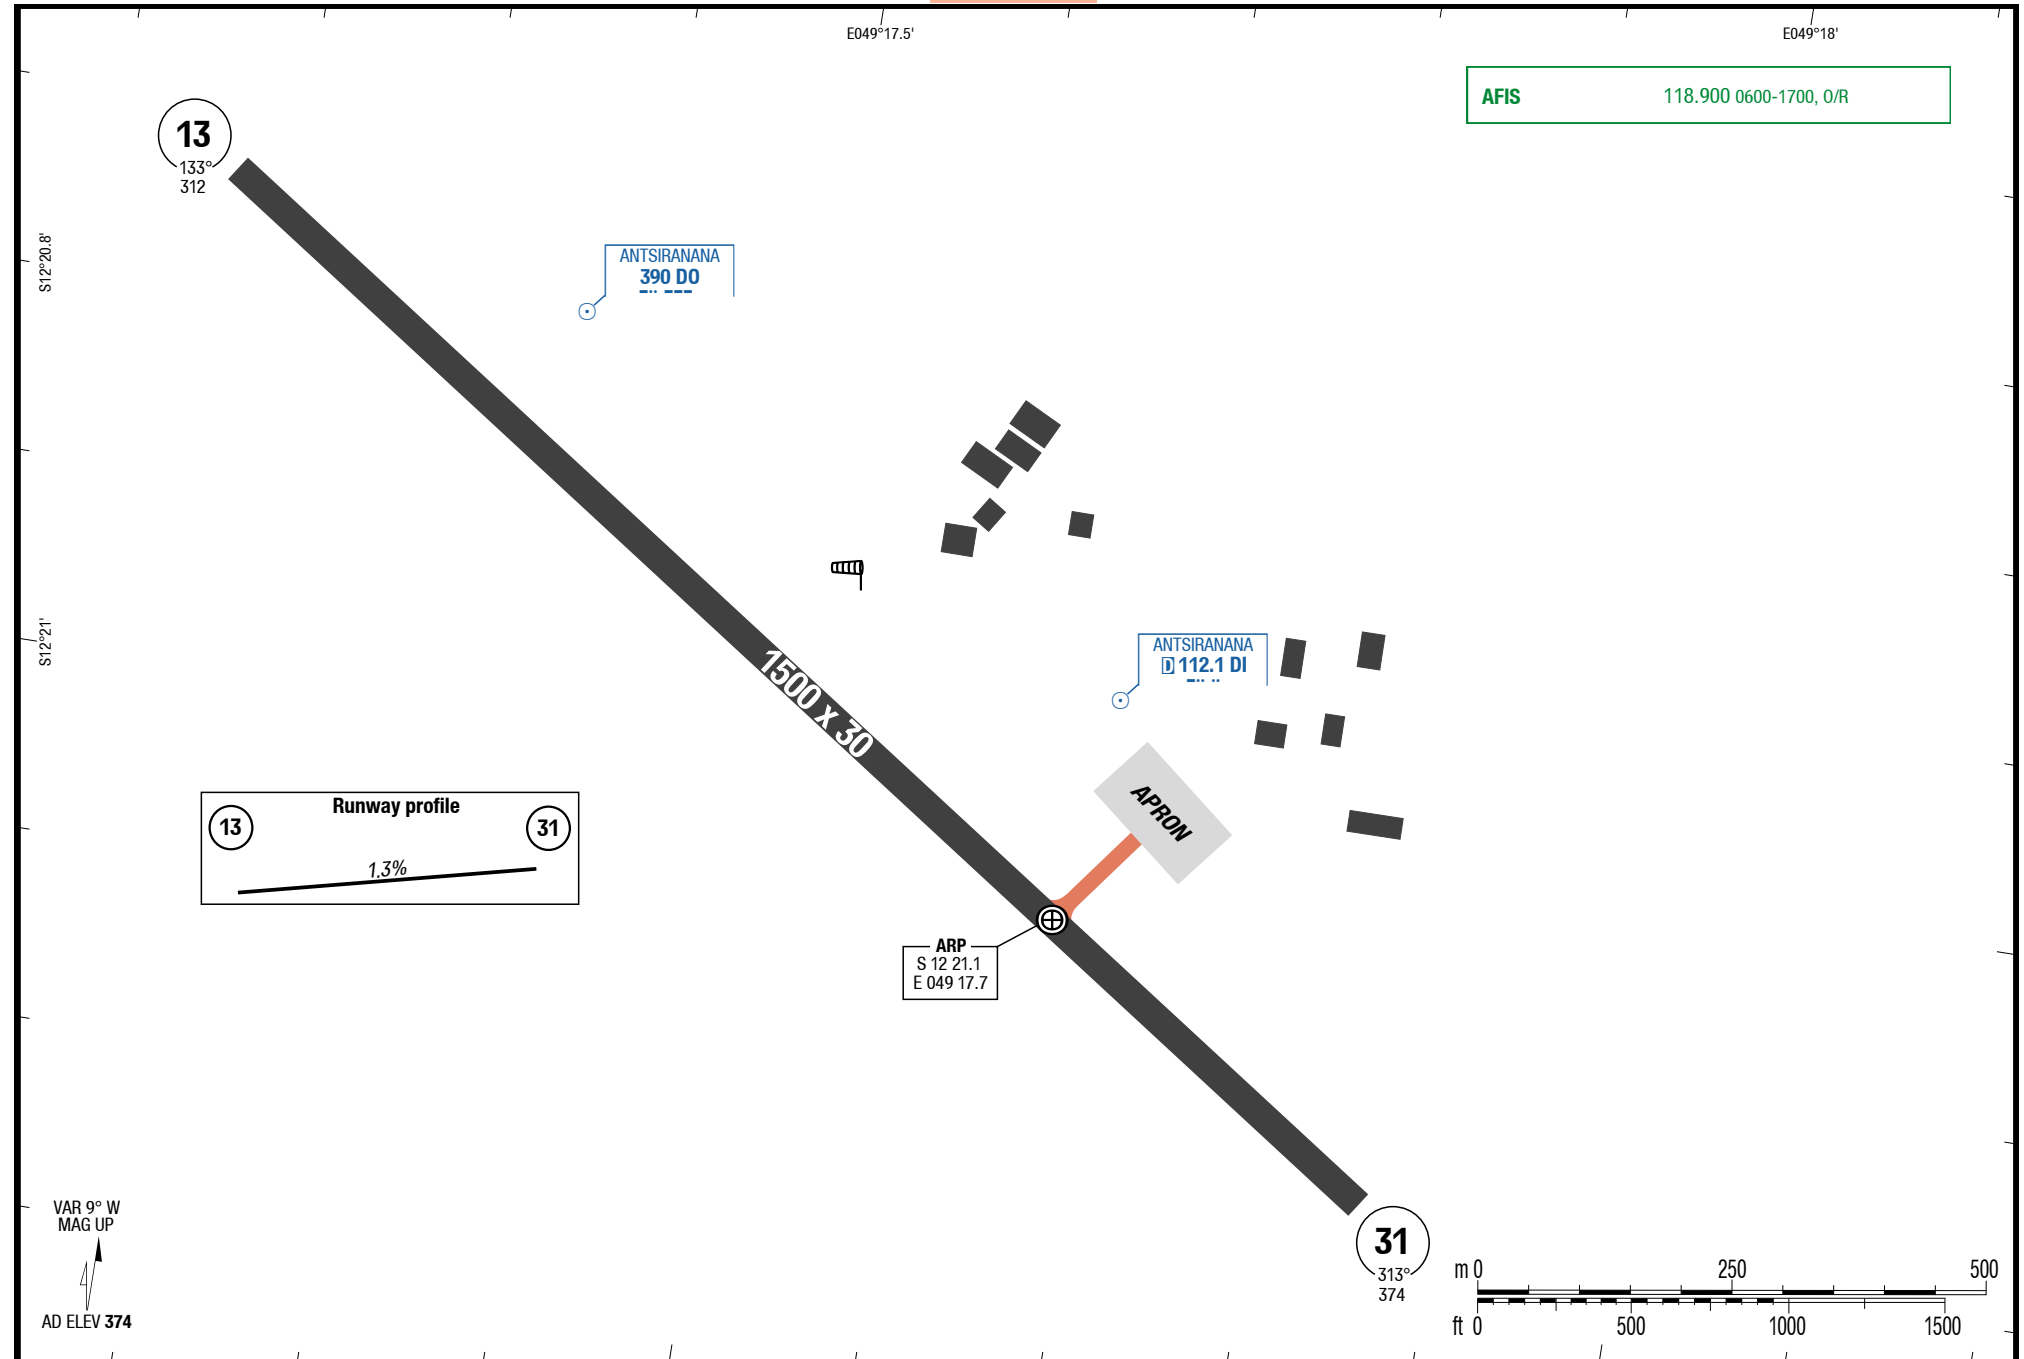 E049°17.5'
E049°18'
AFIS 118.900 0600-1700, O/R
13
133°
312
S12°20.8'
ANTSIRANANA
390 DO
S12°21'
ANTSIRANANA
D 112.1 DI
1500 x 30
Runway profile
13
31
1.3%
APRON
ARP
S 12 21.1
E 049 17.7
VAR 9° W
MAG UP
AD ELEV 374
31
313°
374
m 0 250 500
ft 0 500 1000 1500